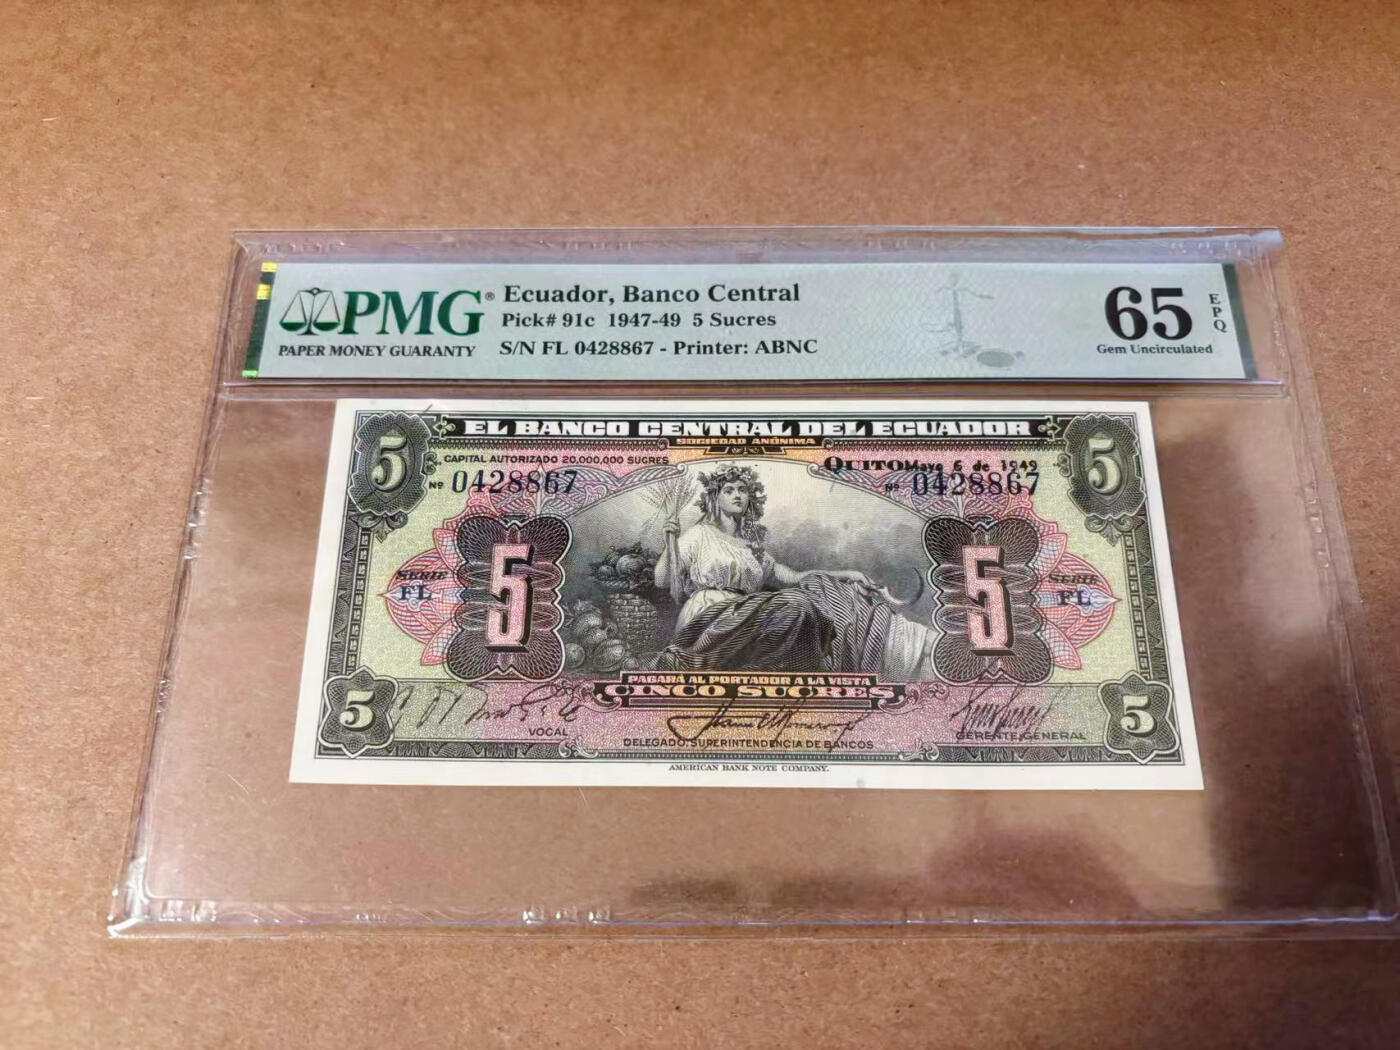 PMG®
PAPER MONEY GUARANTY
Ecuador, Banco Central
Pick# 91c 1947-49 5 Sucres
S/N FL 0428867 - Printer: ABNC
65
EPQ
Gem Uncirculated
EL BANCO CENTRAL DEL ECUADOR
SOCIEDAD ANÓNIMA
5
5
CAPITAL AUTORIZADO 20,000,000 SUCRES
QUITO Mayo 6 de 1949
Nº 0428867
Nº 0428867
5
5
SERIE
FL
SERIE
FL
PAGARÁ AL PORTADOR A LA VISTA
CINCO SUCRES
5
5
VOCAL
DELEGADO, SUPERINTENDENCIA DE BANCOS
GERENTE GENERAL
AMERICAN BANK NOTE COMPANY.